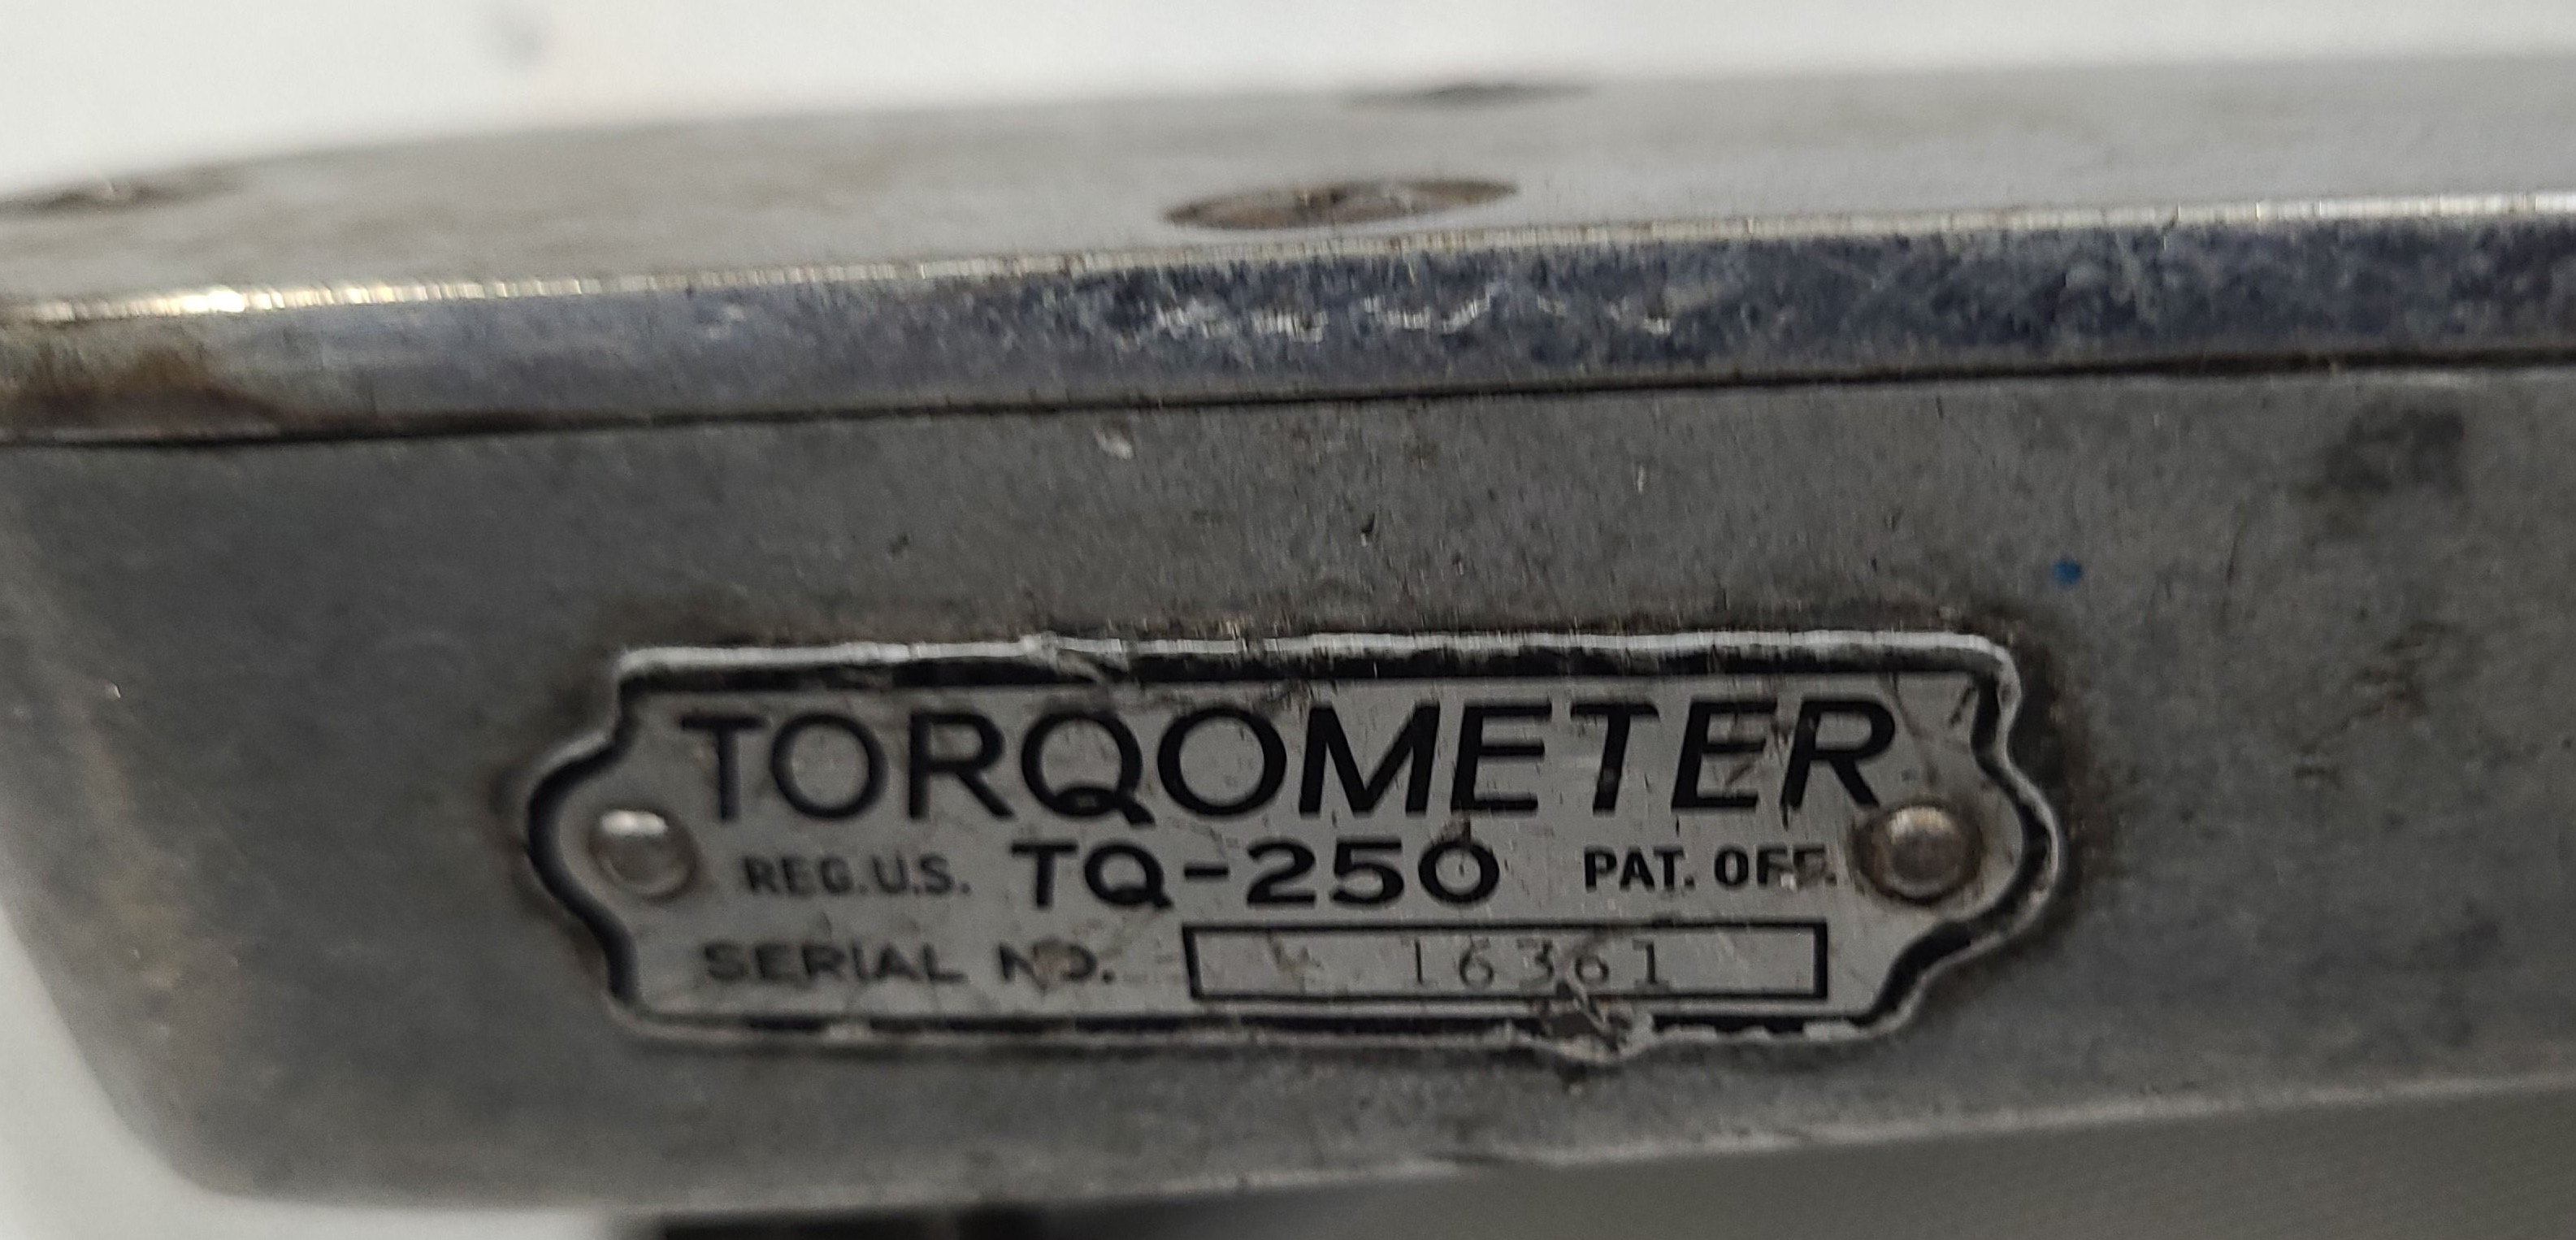 TORQOMETER
REG. U.S. TQ-250 PAT. OFF.
SERIAL NO. 16361